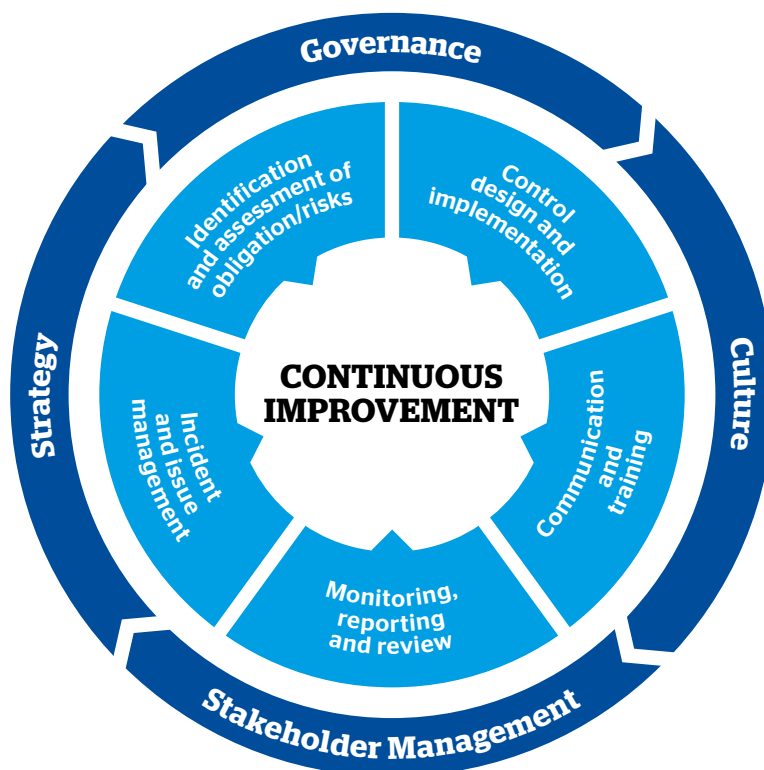 Governance
Identification
and assessment of
obligation/risks
Control
design and
implementation
Strategy
CONTINUOUS
IMPROVEMENT
Culture
Incident
and issue
management
Communication
and
training
Monitoring,
reporting
and review
Stakeholder Management